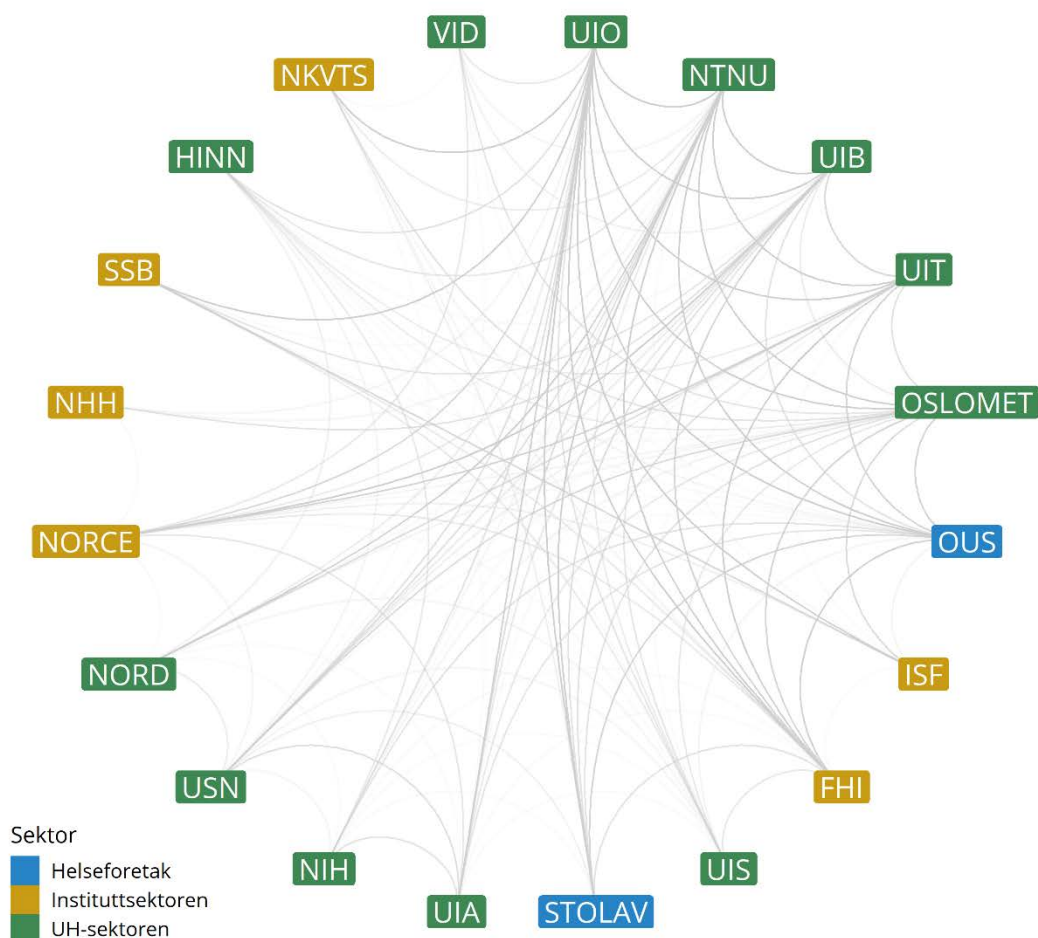 VID
UIO
NKVTS
NTNU
HINN
UIB
SSB
UIT
NHH
OSLOMET
NORCE
OUS
NORD
ISF
USN
FHI
NIH
UIS
UIA
STOLAV
Sektor
Helseforetak
Instituttsektoren
UH-sektoren